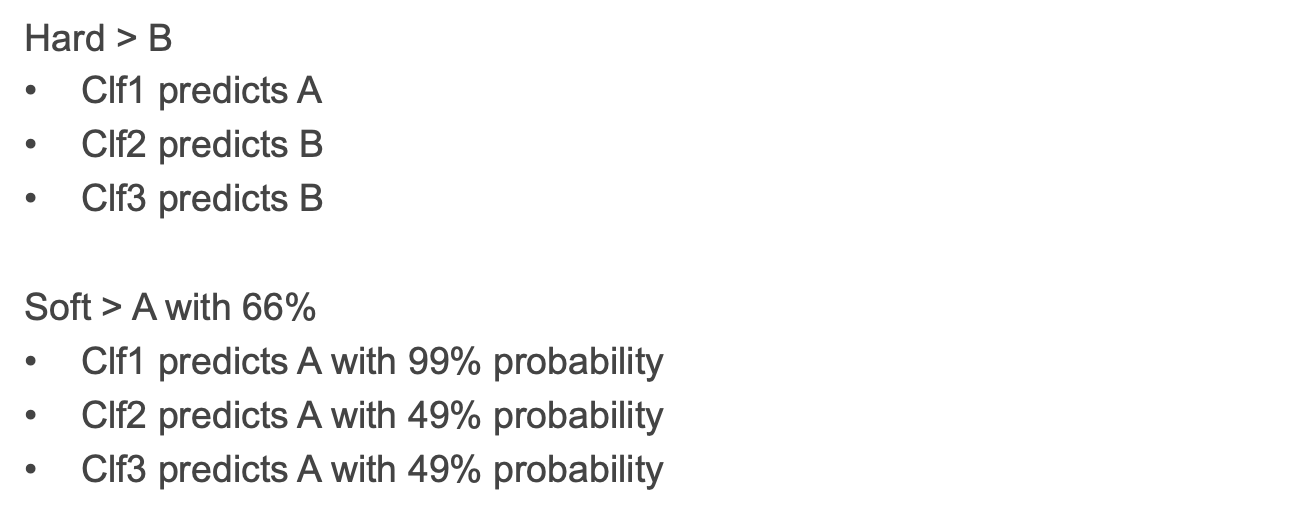 Hard > B
• Clf1 predicts A
• Clf2 predicts B
• Clf3 predicts B
Soft > A with 66%
• Clf1 predicts A with 99% probability
• Clf2 predicts A with 49% probability
• Clf3 predicts A with 49% probability